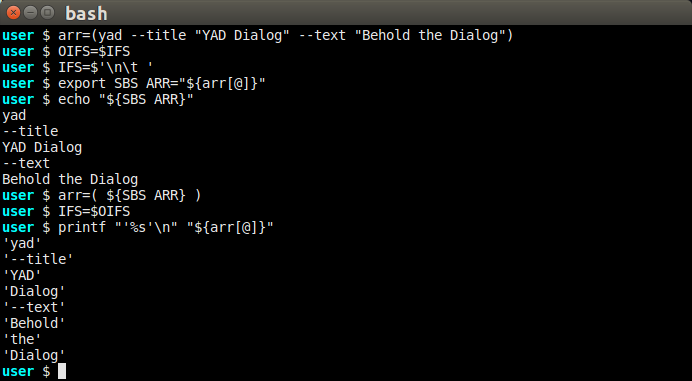 bash
user $ arr=(yad --title "YAD Dialog" --text "Behold the Dialog")
user $ OIFS=$IFS
user $ IFS=$'\n\t '
user $ export SBS ARR="${arr[@]}"
user $ echo "${SBS ARR}"
yad
--title
YAD Dialog
--text
Behold the Dialog
user $ arr=( ${SBS ARR} )
user $ IFS=$OIFS
user $ printf "'%s'\n" "${arr[@]}"
'yad'
'--title'
'YAD'
'Dialog'
'--text'
'Behold'
'the'
'Dialog'
user $